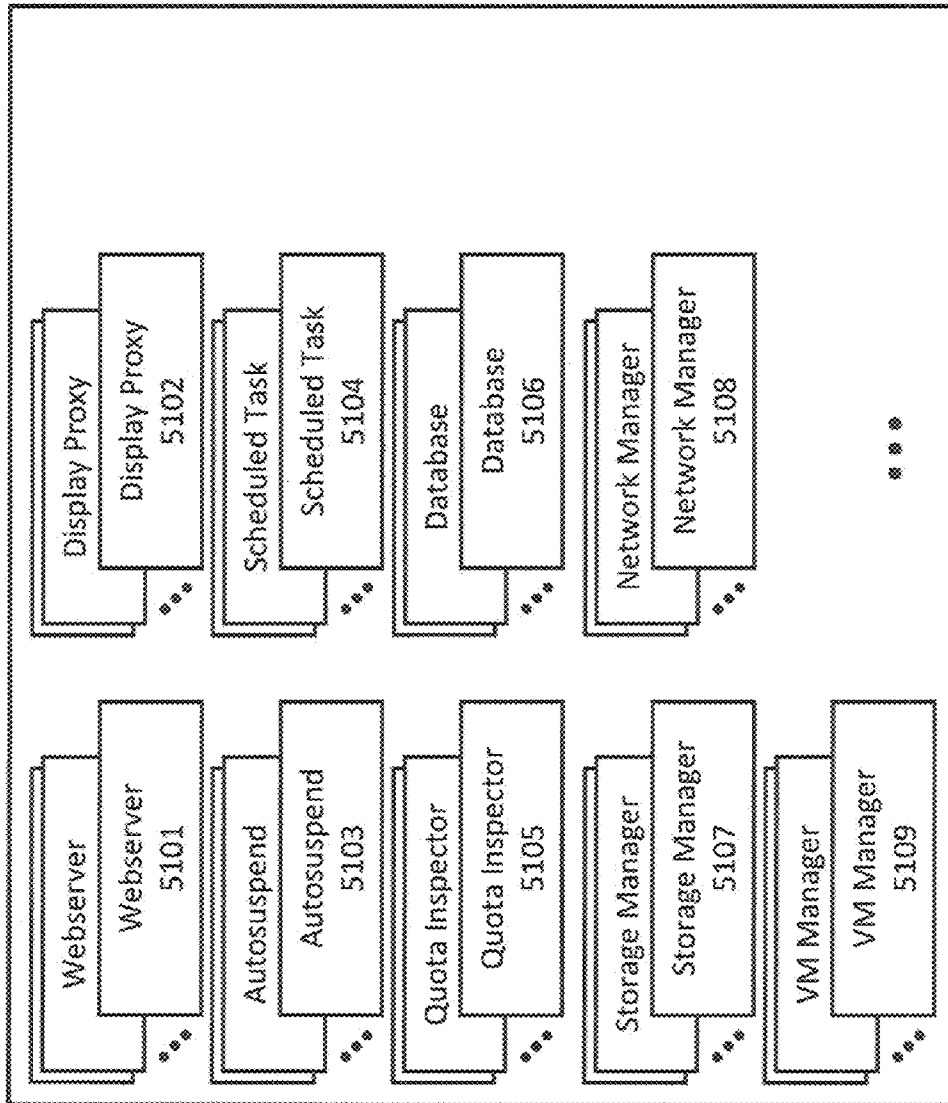 Webserver
Webserver
5101
Display Proxy
Display Proxy
5102
Autosuspend
Autosuspend
5103
Scheduled Task
Scheduled Task
5104
Quota Inspector
Quota Inspector
5105
Database
Database
5106
Storage Manager
Storage Manager
5107
Network Manager
Network Manager
5108
VM Manager
VM Manager
5109